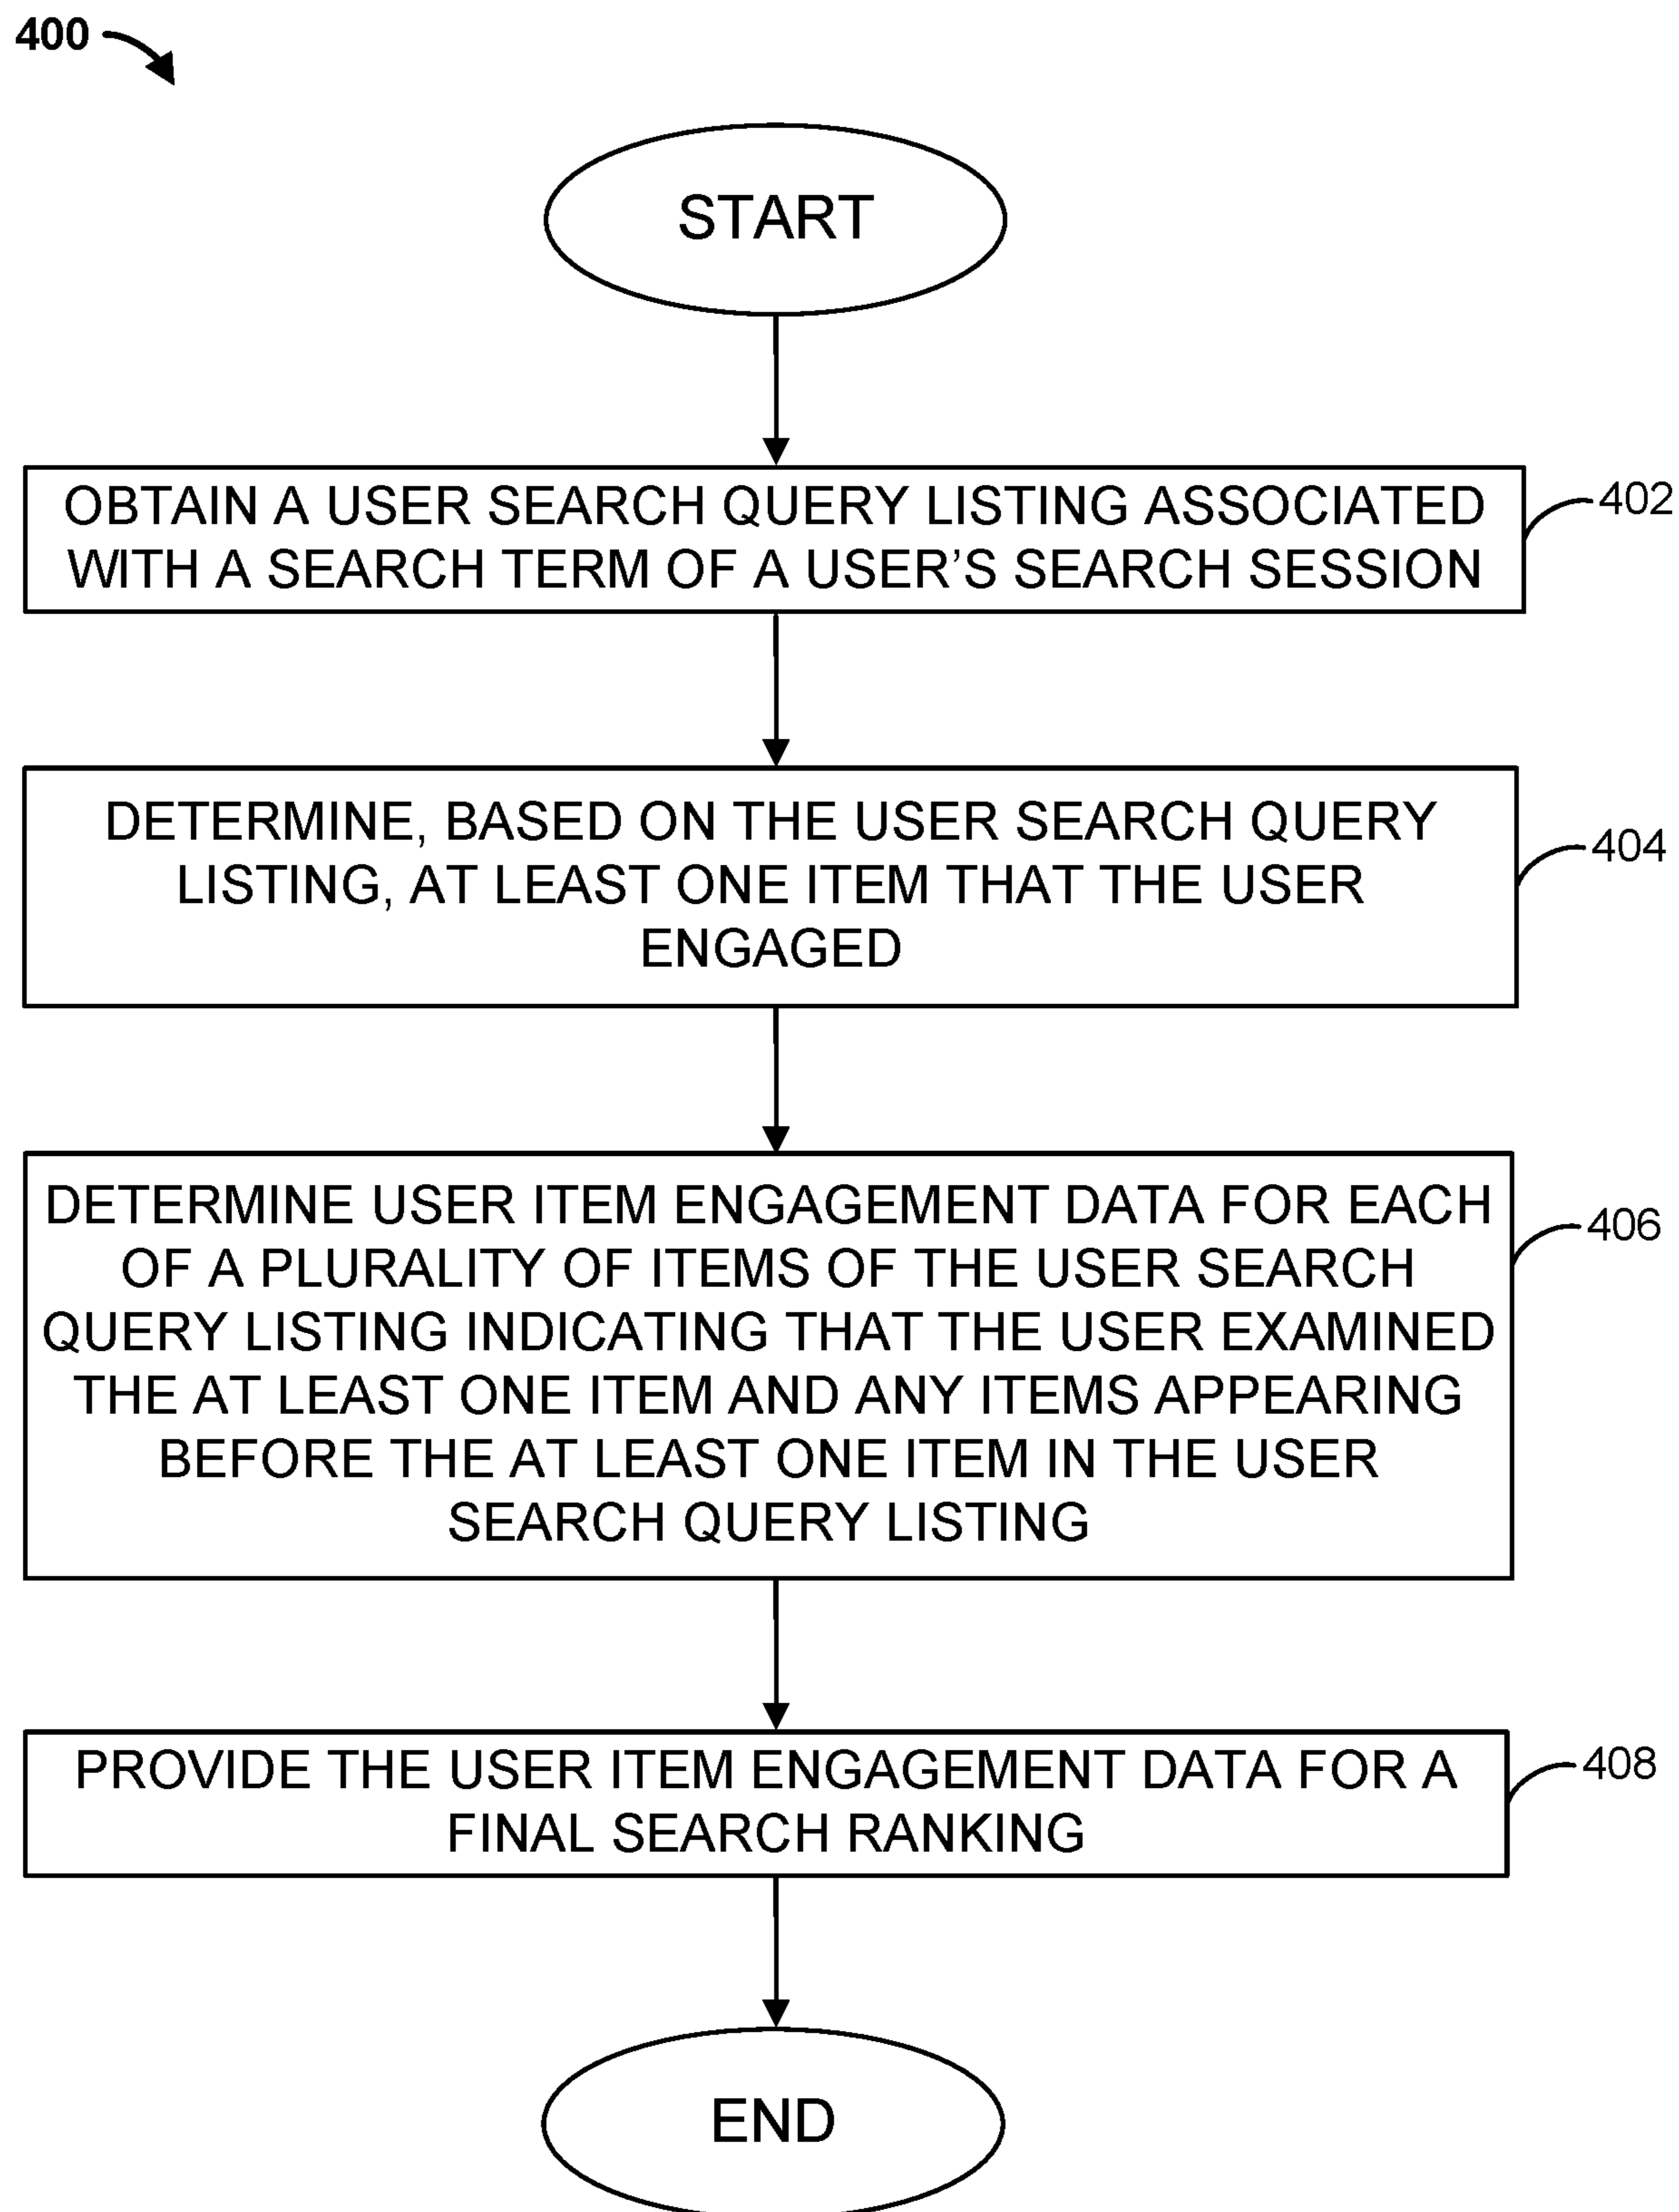 400
START
OBTAIN A USER SEARCH QUERY LISTING ASSOCIATED
WITH A SEARCH TERM OF A USER’S SEARCH SESSION
402
DETERMINE, BASED ON THE USER SEARCH QUERY
LISTING, AT LEAST ONE ITEM THAT THE USER
ENGAGED
404
DETERMINE USER ITEM ENGAGEMENT DATA FOR EACH
OF A PLURALITY OF ITEMS OF THE USER SEARCH
QUERY LISTING INDICATING THAT THE USER EXAMINED
THE AT LEAST ONE ITEM AND ANY ITEMS APPEARING
BEFORE THE AT LEAST ONE ITEM IN THE USER
SEARCH QUERY LISTING
406
PROVIDE THE USER ITEM ENGAGEMENT DATA FOR A
FINAL SEARCH RANKING
408
END